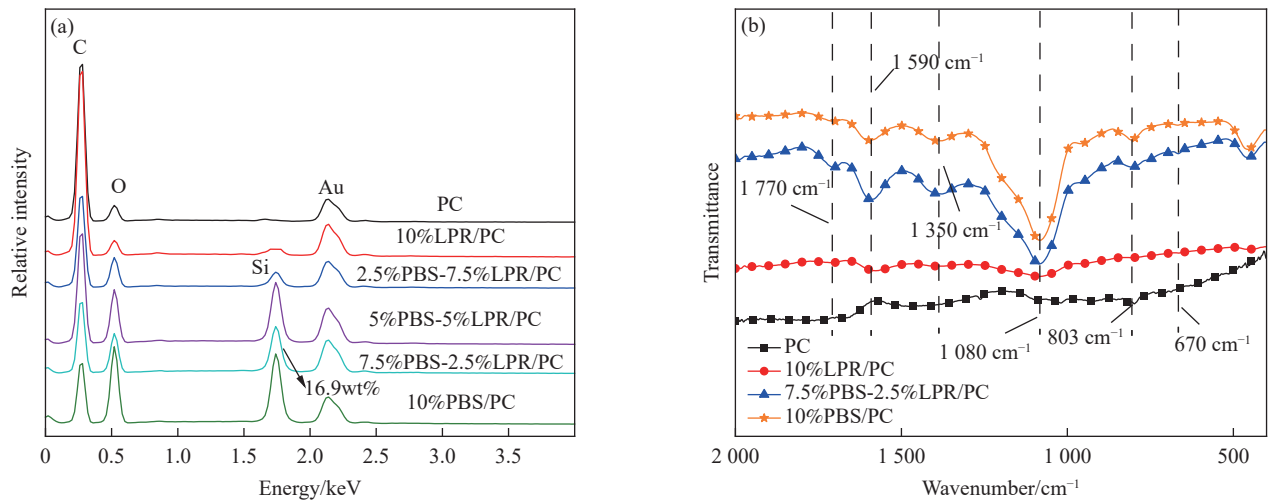 (a)
C
O
Au
Si
PC
10%LPR/PC
2.5%PBS-7.5%LPR/PC
5%PBS-5%LPR/PC
7.5%PBS-2.5%LPR/PC
16.9wt%
10%PBS/PC
Relative intensity
0 0.5 1.0 1.5 2.0 2.5 3.0 3.5
Energy/keV
(b)
1 590 cm⁻¹
1 770 cm⁻¹
1 350 cm⁻¹
1 080 cm⁻¹
803 cm⁻¹
670 cm⁻¹
PC
10%LPR/PC
7.5%PBS-2.5%LPR/PC
10%PBS/PC
Transmittance
2 000 1 500 1 000 500
Wavenumber/cm⁻¹